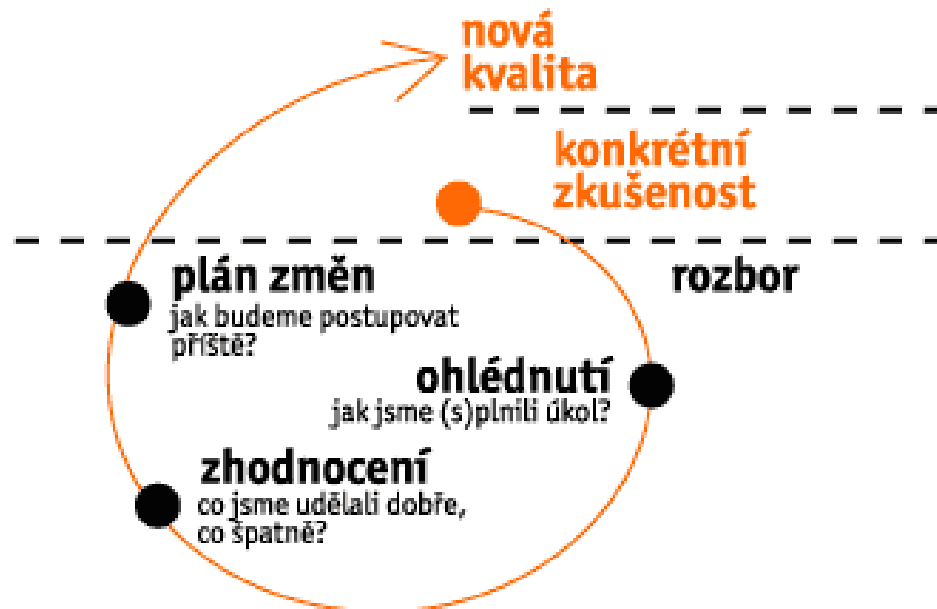 nová
kvalita
konkrétní
zkušenost
plán změn
jak budeme postupovat
příště?
rozbor
ohlédnutí
jak jsme (s)plnili úkol?
zhodnocení
co jsme udělali dobře,
co špatně?